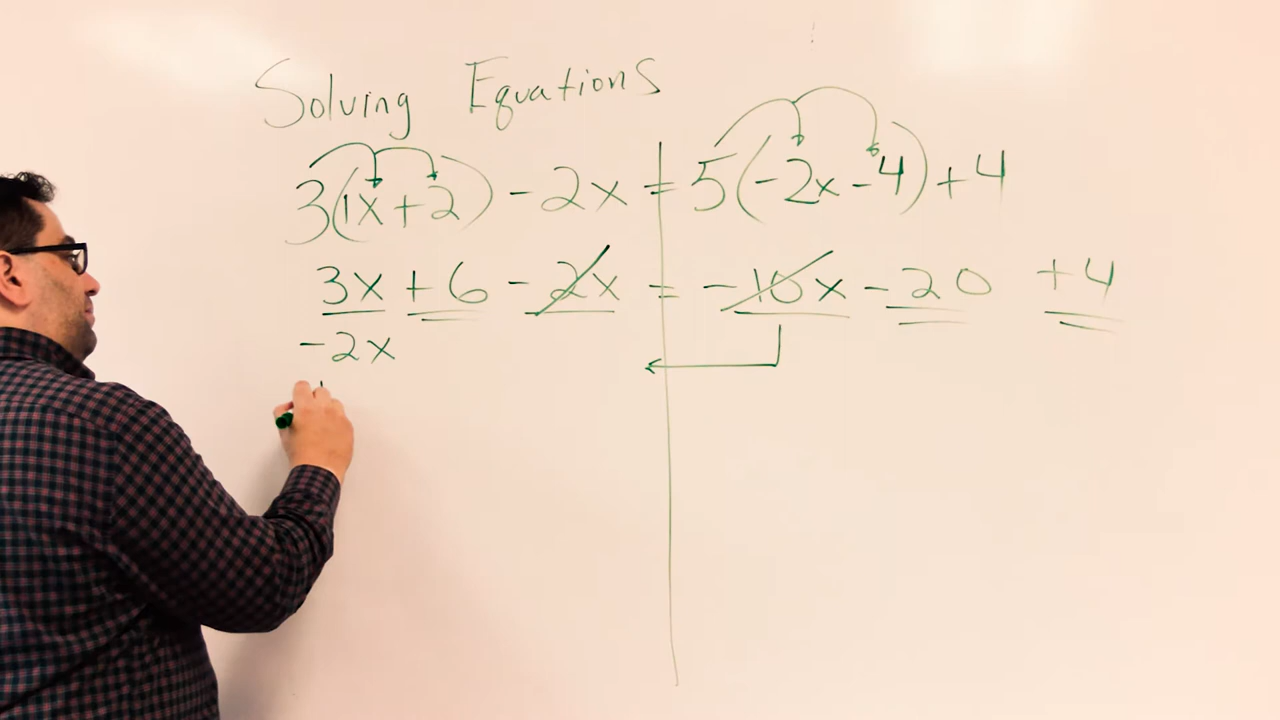 Solving Equations
3(1x+2) - 2x = 5(-2x - 4) + 4
3x + 6 - 2x = -10x - 20 + 4
-2x